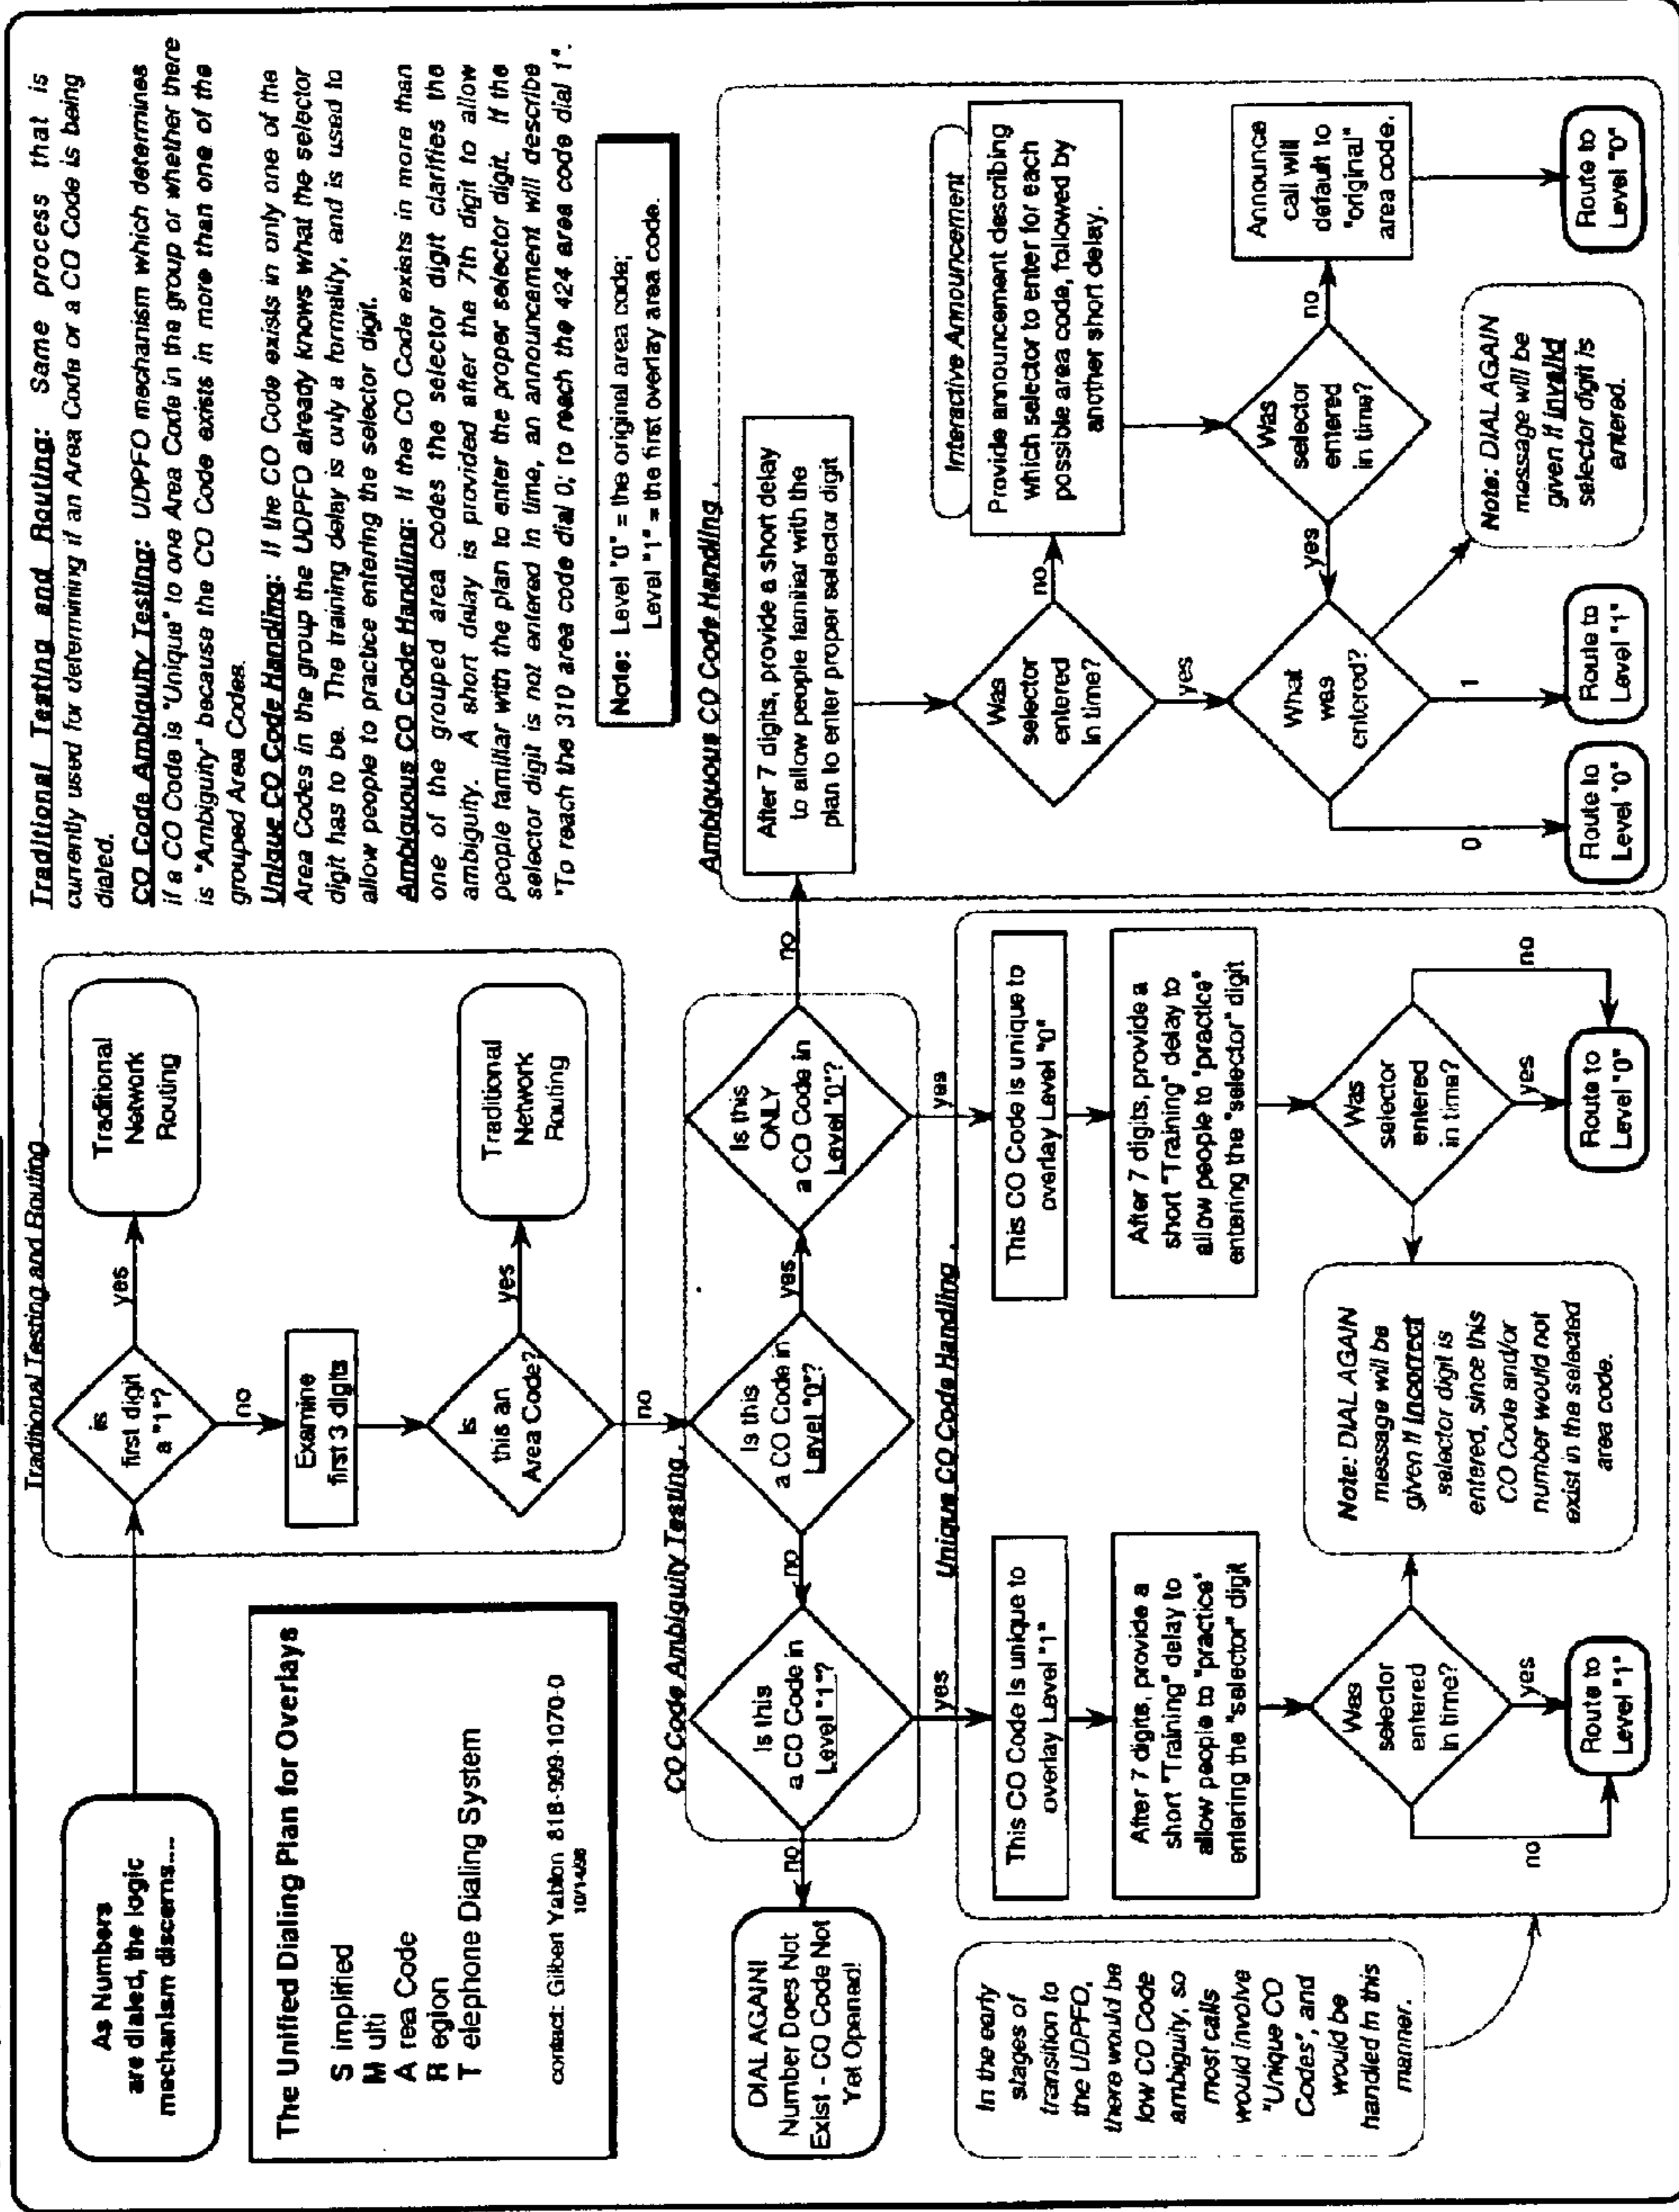 As Numbers
are dialed, the logic
mechanism discerns....
The Unified Dialing Plan for Overlays
S implified
M ulti
A rea Code
R egion
T elephone Dialing System
contact: Gilbert Yablon 818-999-1070-0
Traditional Testing and Routing
is
first digit
a "1"?
yes
Traditional
Network
Routing
no
Examine
first 3 digits
Is
this an
Area Code?
yes
Traditional
Network
Routing
no
Traditional Testing and Routing: Same process that is
currently used for determining if an Area Code or a CO Code is being
dialed.
CO Code Ambiguity Testing: UDPFO mechanism which determines
if a CO Code is "Unique" to one Area Code in the group or whether there
is "Ambiguity" because the CO Code exists in more than one of the
grouped Area Codes.
Unique CO Code Handling: If the CO Code exists in only one of the
Area Codes in the group the UDPFO already knows what the selector
digit has to be. The training delay is only a formality, and is used to
allow people to practice entering the selector digit.
Ambiguous CO Code Handling: If the CO Code exists in more than
one of the grouped area codes the selector digit clarifies the
ambiguity. A short delay is provided after the 7th digit to allow
people familiar with the plan to enter the proper selector digit. If the
selector digit is not entered in time, an announcement will describe
"To reach the 310 area code dial 0; to reach the 424 area code dial 1".
Note: Level "0" = the original area code;
Level "1" = the first overlay area code.
CO Code Ambiguity Testing
DIAL AGAIN!
Number Does Not
Exist - CO Code Not
Yet Opened!
no
Is this
a CO Code in
Level "1"?
no
Is this
a CO Code in
Level "0"?
yes
Is this
ONLY
a CO Code in
Level "0"?
no
yes
yes
Unique CO Code Handling
In the early
stages of
transition to
the UDPFO,
there would be
low CO Code
ambiguity, so
most calls
would involve
"Unique CO
Codes", and
would be
handled in this
manner.
This CO Code is unique to
overlay Level "1"
After 7 digits, provide a
short "Training" delay to
allow people to "practice"
entering the "selector" digit
Was
selector
entered
in time?
no
yes
Route to
Level "1"
Note: DIAL AGAIN
message will be
given if incorrect
selector digit is
entered, since this
CO Code and/or
number would not
exist in the selected
area code.
This CO Code is unique to
overlay Level "0"
After 7 digits, provide a
short "Training" delay to
allow people to "practice"
entering the "selector" digit
Was
selector
entered
in time?
no
yes
Route to
Level "0"
Ambiguous CO Code Handling
After 7 digits, provide a short delay
to allow people familiar with the
plan to enter proper selector digit
Was
selector
entered
in time?
no
yes
Interactive Announcement
Provide announcement describing
which selector to enter for each
possible area code, followed by
another short delay.
Was
selector
entered
in time?
yes
no
Announce
call will
default to
"original"
area code.
Route to
Level "0"
What
was
entered?
0
1
Route to
Level "0"
Route to
Level "1"
Note: DIAL AGAIN
message will be
given if invalid
selector digit is
entered.